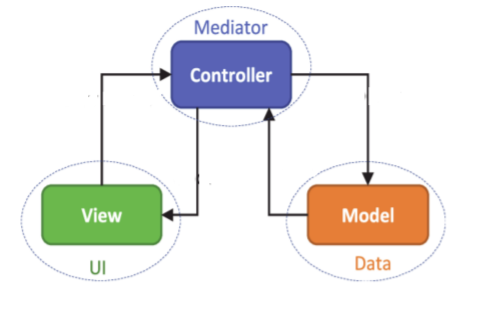 Mediator
Controller
View
Model
UI
Data